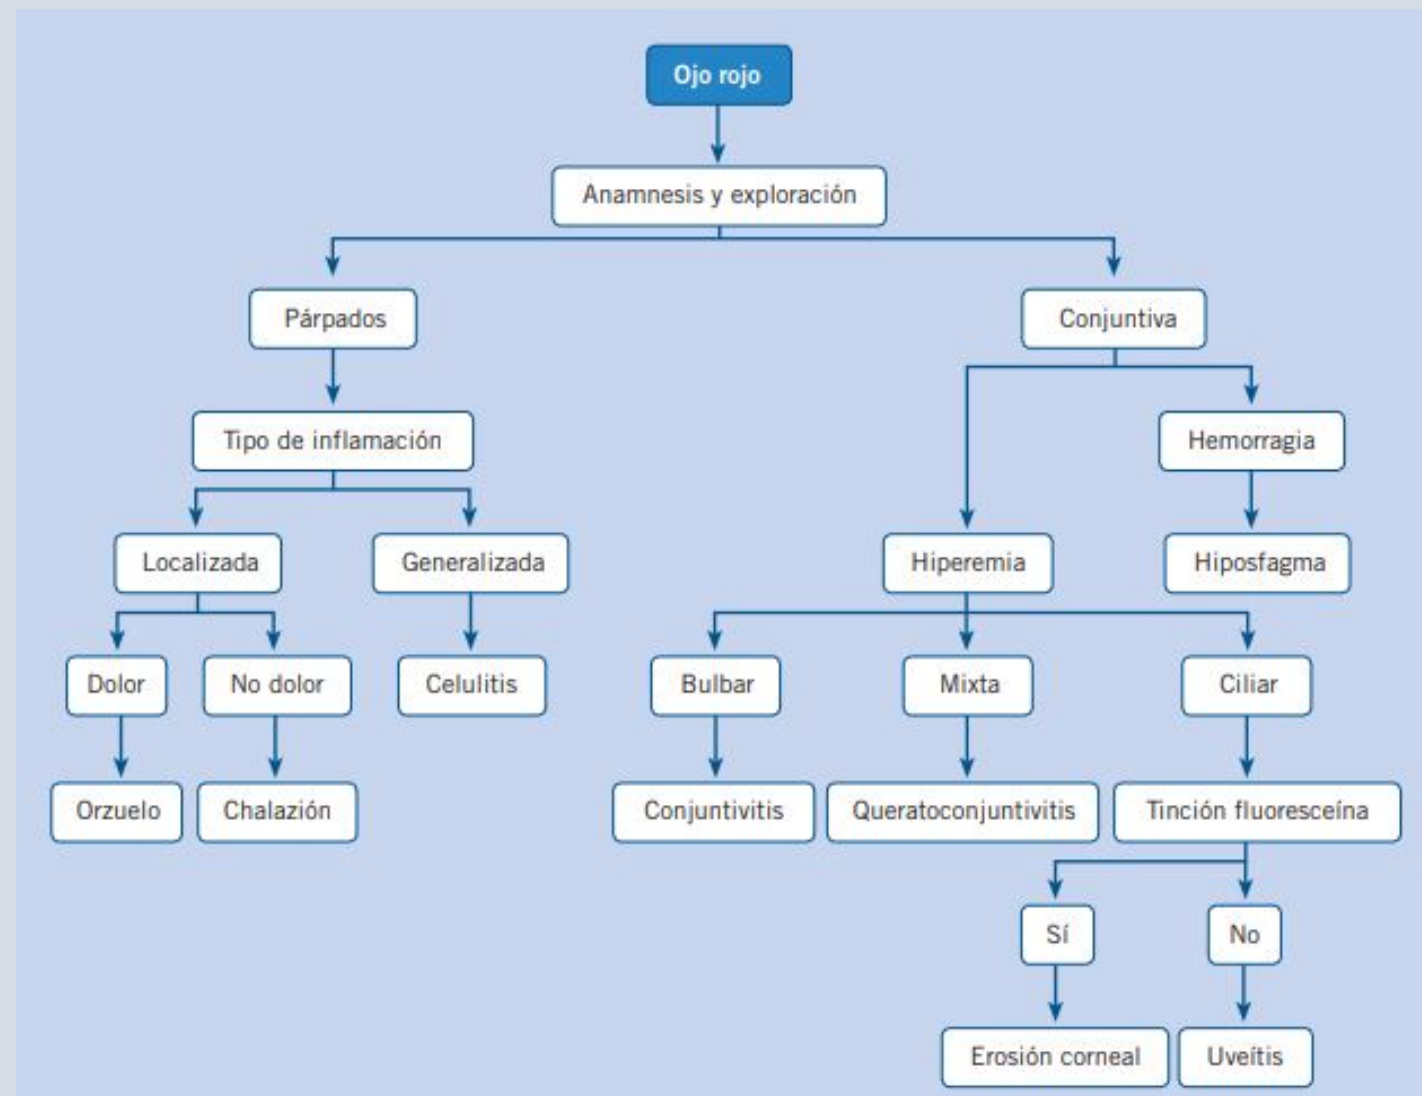 Ojo rojo
Anamnesis y exploración
Párpados
Conjuntiva
Tipo de inflamación
Hemorragia
Localizada
Generalizada
Hiperemia
Hiposfagma
Dolor
No dolor
Celulitis
Bulbar
Mixta
Ciliar
Orzuelo
Chalazión
Conjuntivitis
Queratoconjuntivitis
Tinción fluoresceína
Sí
No
Erosión corneal
Uveítis